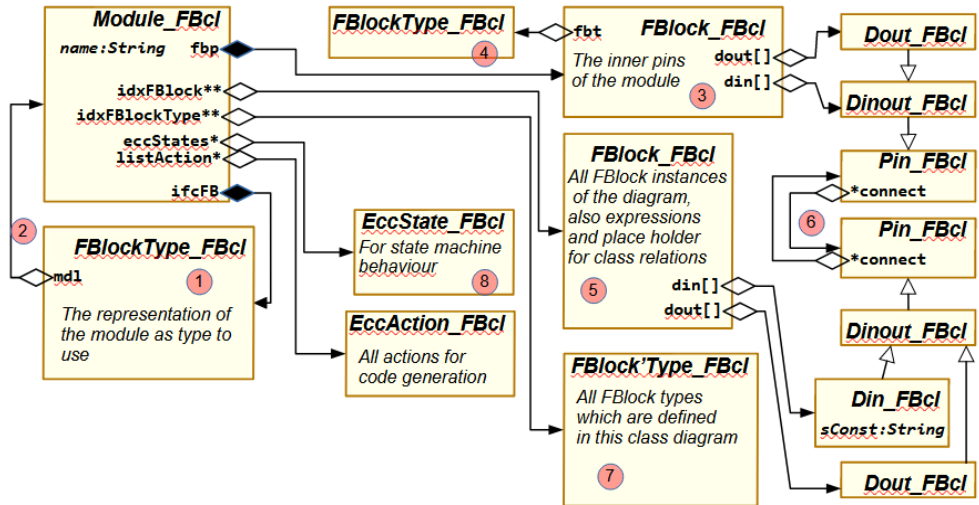 Module_FBcl
name:String
fbp
idxFBlock**
idxFBlockType**
eccStates*
listAction*
ifcFB
2
FBlockType_FBcl
mdl
1
The representation of
the module as type to
use
FBlockType_FBcl
fbt
4
FBlock_FBcl
dout[]
din[]
The inner pins
of the module
3
Dout_FBcl
Dinout_FBcl
Pin_FBcl
*connect
6
Pin_FBcl
*connect
FBlock_FBcl
All FBlock instances
of the diagram,
also expressions
and place holder
for class relations
5
din[]
dout[]
EccState_FBcl
For state machine
behaviour
8
EccAction_FBcl
All actions for
code generation
FBlock'Type_FBcl
All FBlock types
which are defined
in this class diagram
7
Dinout_FBcl
Din_FBcl
sConst:String
Dout_FBcl